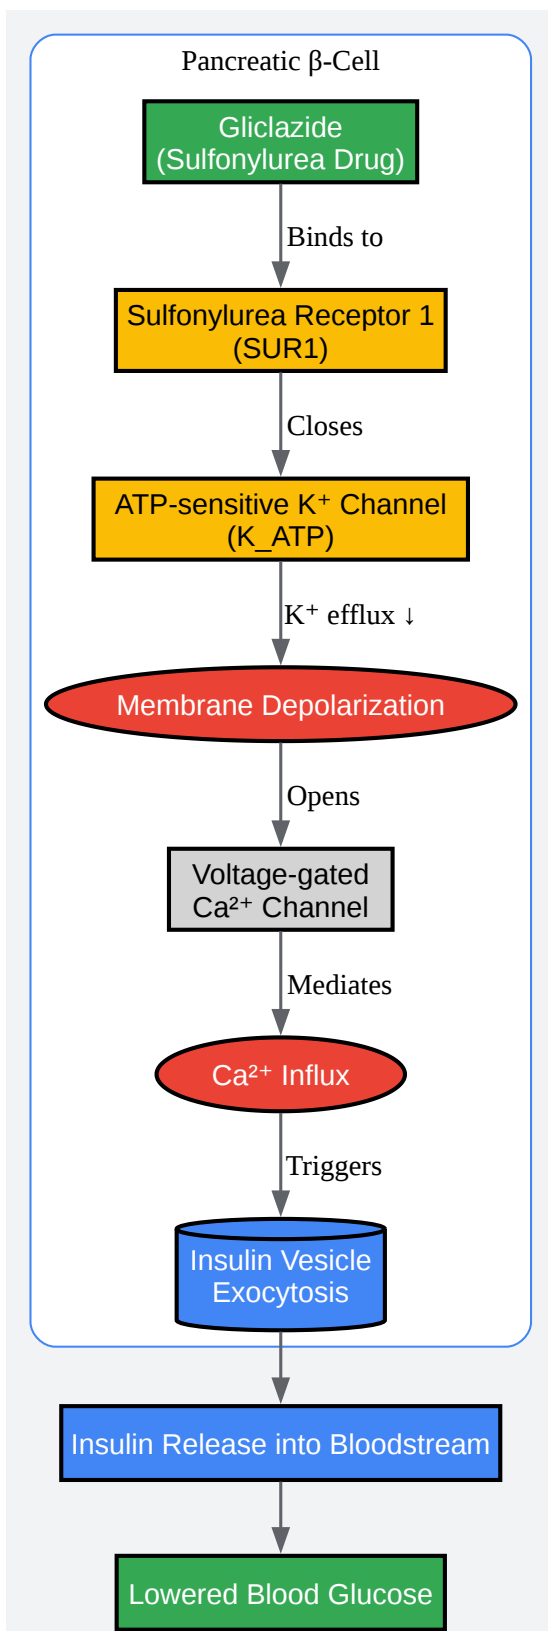 Pancreatic β-Cell
Gliclazide
(Sulfonylurea Drug)
Binds to
Sulfonylurea Receptor 1
(SUR1)
Closes
ATP-sensitive K⁺ Channel
(K_ATP)
K⁺ efflux ↓
Membrane Depolarization
Opens
Voltage-gated
Ca²⁺ Channel
Mediates
Ca²⁺ Influx
Triggers
Insulin Vesicle
Exocytosis
Insulin Release into Bloodstream
Lowered Blood Glucose